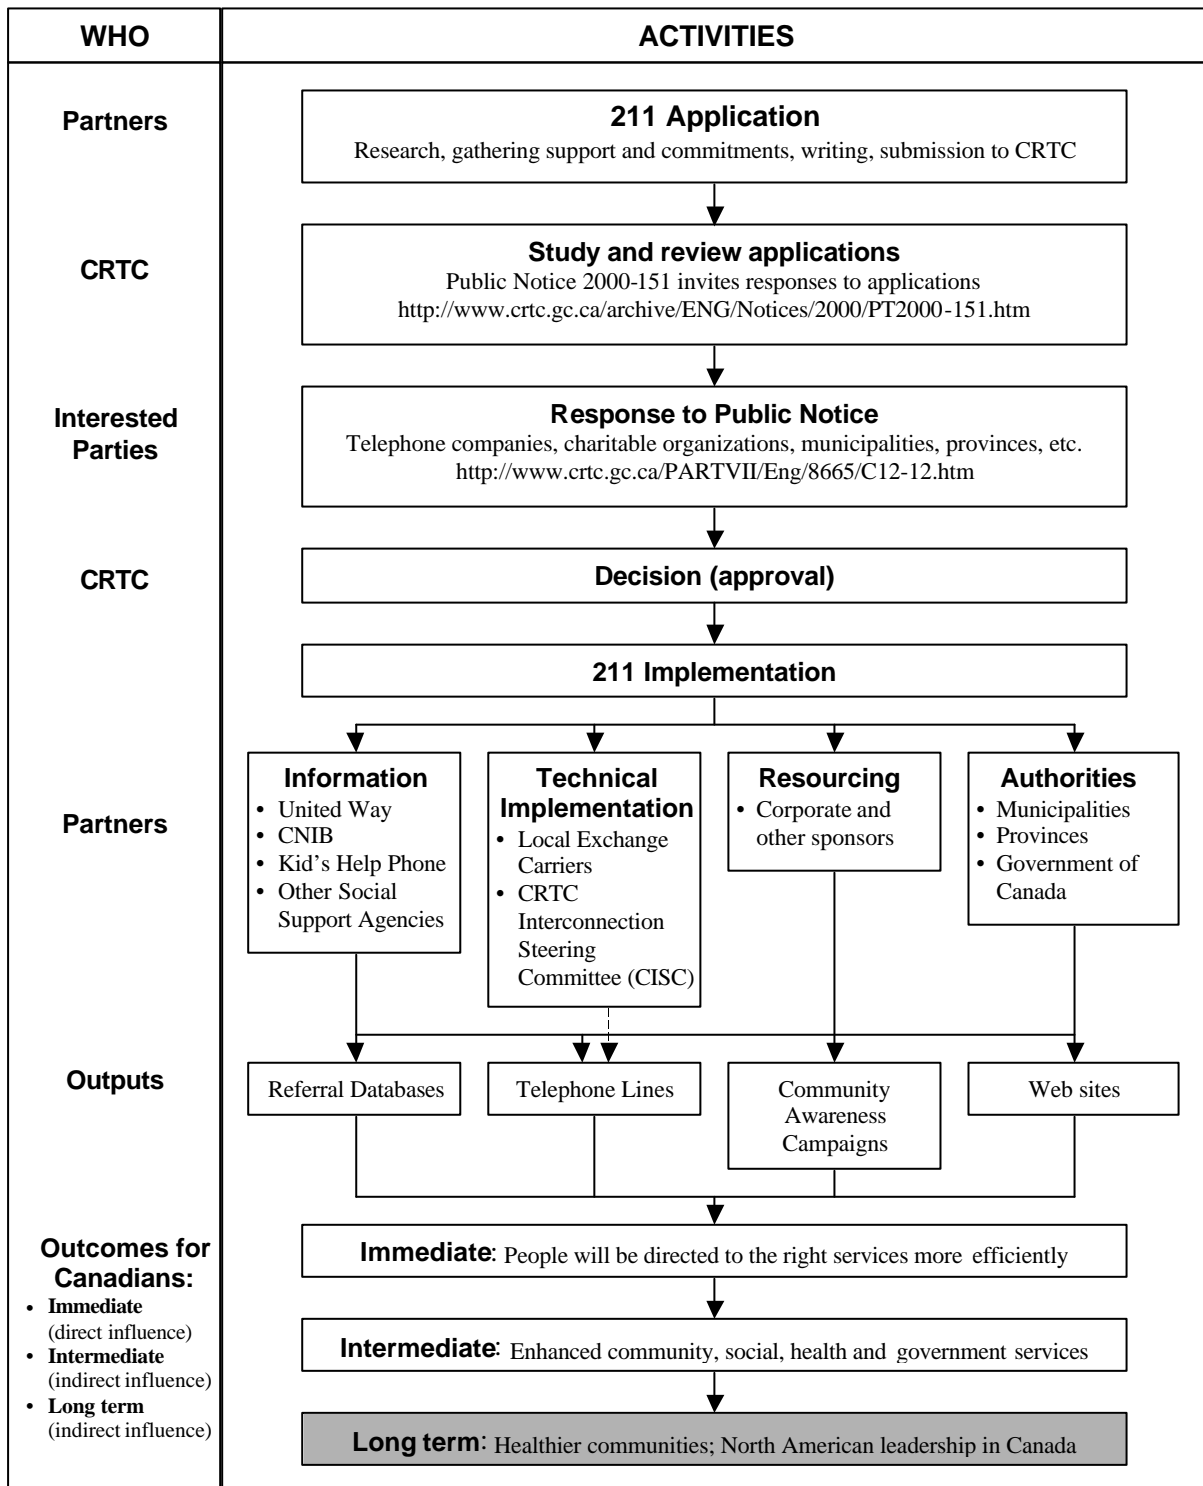 WHO
ACTIVITIES
Partners
211 Application
Research, gathering support and commitments, writing, submission to CRTC
CRTC
Study and review applications
Public Notice 2000-151 invites responses to applications
http://www.crtc.gc.ca/archive/ENG/Notices/2000/PT2000-151.htm
Interested
Parties
Response to Public Notice
Telephone companies, charitable organizations, municipalities, provinces, etc.
http://www.crtc.gc.ca/PARTVII/Eng/8665/C12-12.htm
CRTC
Decision (approval)
211 Implementation
Partners
Information
• United Way
• CNIB
• Kid's Help Phone
• Other Social
Support Agencies
Technical
Implementation
• Local Exchange
Carriers
• CRTC
Interconnection
Steering
Committee (CISC)
Resourcing
• Corporate and
other sponsors
Authorities
• Municipalities
• Provinces
• Government of
Canada
Outputs
Referral Databases
Telephone Lines
Community
Awareness
Campaigns
Web sites
Outcomes for
Canadians:
• Immediate
(direct influence)
• Intermediate
(indirect influence)
• Long term
(indirect influence)
Immediate: People will be directed to the right services more efficiently
Intermediate: Enhanced community, social, health and government services
Long term: Healthier communities; North American leadership in Canada